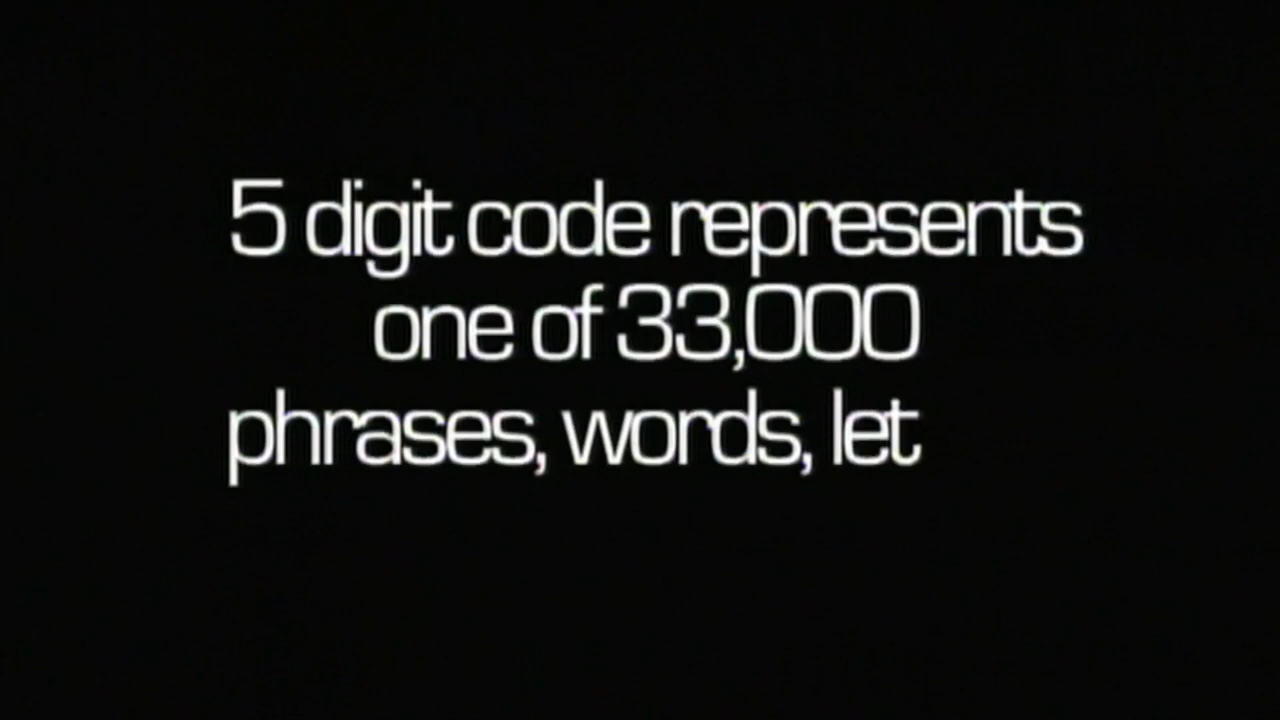 5 digit code represents
one of 33,000
phrases, words, let